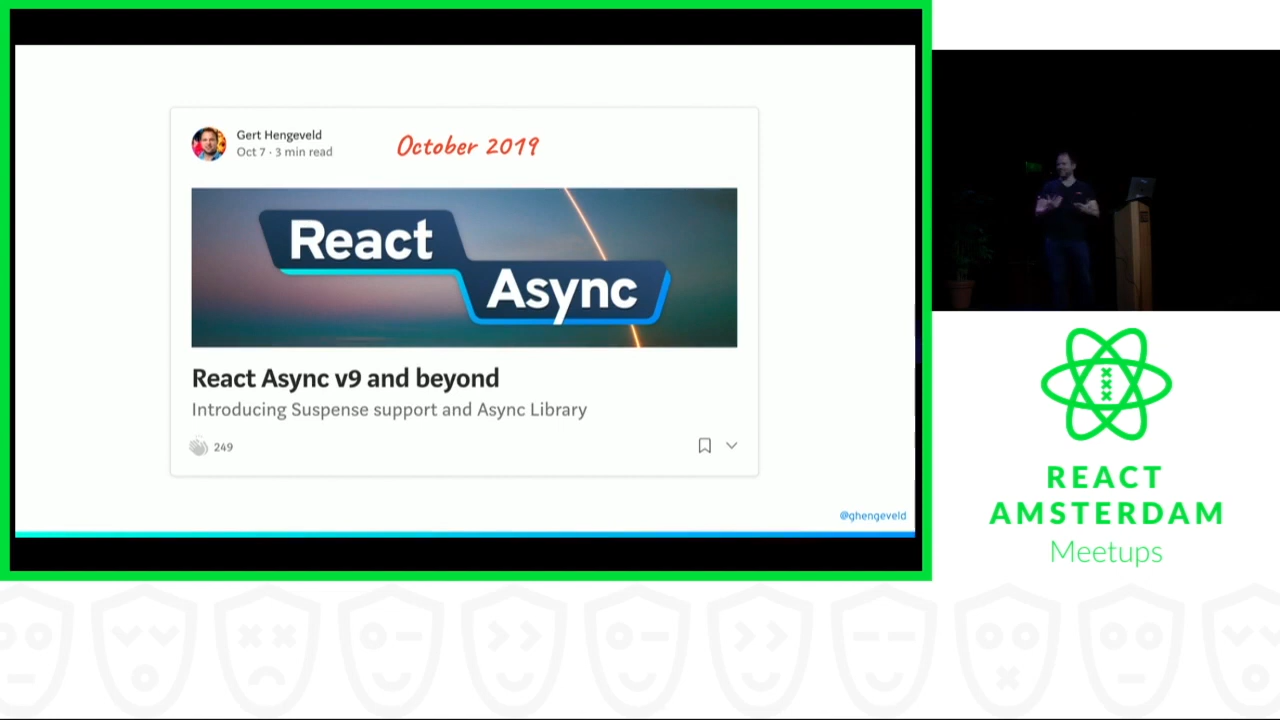 Gert Hengeveld
Oct 7 · 3 min read
October 2019
React
Async
React Async v9 and beyond
Introducing Suspense support and Async Library
249
@ghengeveld
REACT
AMSTERDAM
Meetups